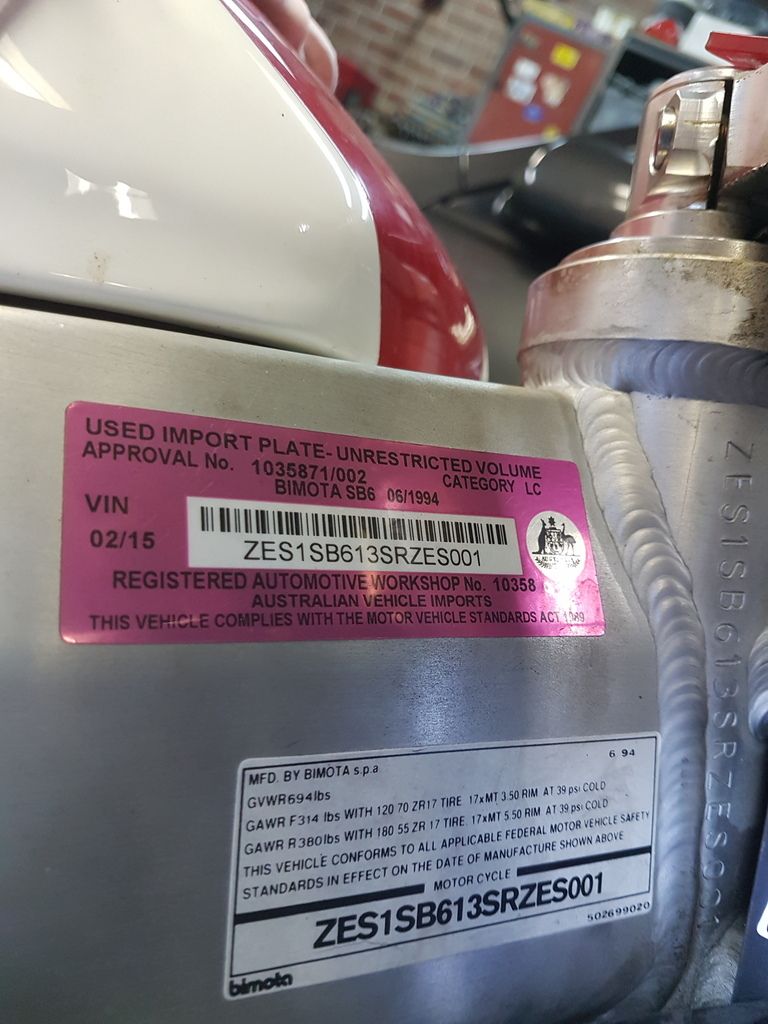 USED IMPORT PLATE- UNRESTRICTED VOLUME
APPROVAL No. 1035871/002 CATEGORY LC
BIMOTA SB6 06/1994
VIN
02/15
ZES1SB613SRZES001
REGISTERED AUTOMOTIVE WORKSHOP No. 10358
AUSTRALIAN VEHICLE IMPORTS
THIS VEHICLE COMPLIES WITH THE MOTOR VEHICLE STANDARDS ACT 1989
MFD. BY BIMOTA s.p.a 6 94
GVWR694lbs
GAWR F314 lbs WITH 120 70 ZR17 TIRE. 17xMT 3.50 RIM AT 39 psi COLD
GAWR R380lbs WITH 180 55 ZR 17 TIRE. 17xMT 5.50 RIM AT 39 psi COLD
THIS VEHICLE CONFORMS TO ALL APPLICABLE FEDERAL MOTOR VEHICLE SAFETY
STANDARDS IN EFFECT ON THE DATE OF MANUFACTURE SHOWN ABOVE
MOTOR CYCLE
ZES1SB613SRZES001
502699020
bimota
ZES1SB613SRZES001